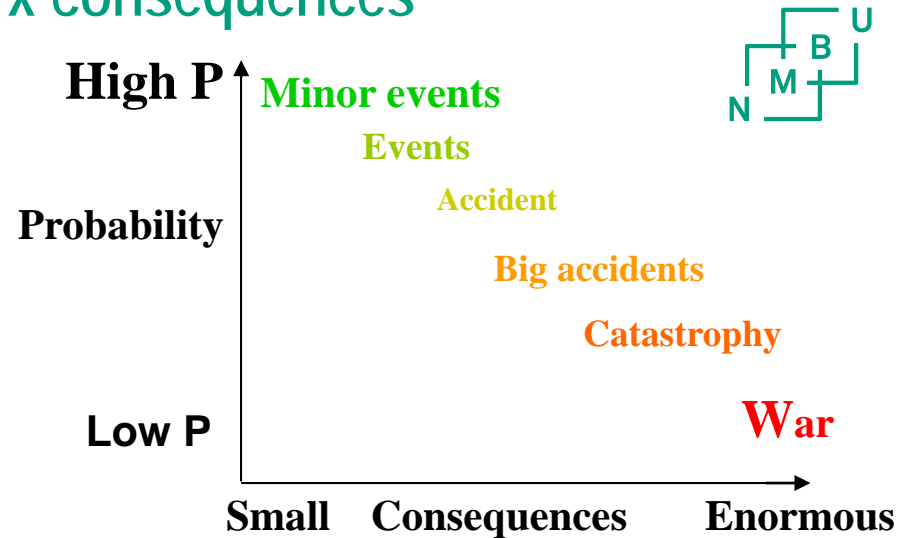 x consequences
U
B
M
N
High P
Minor events
Events
Accident
Probability
Big accidents
Catastrophy
Low P
War
Small Consequences Enormous